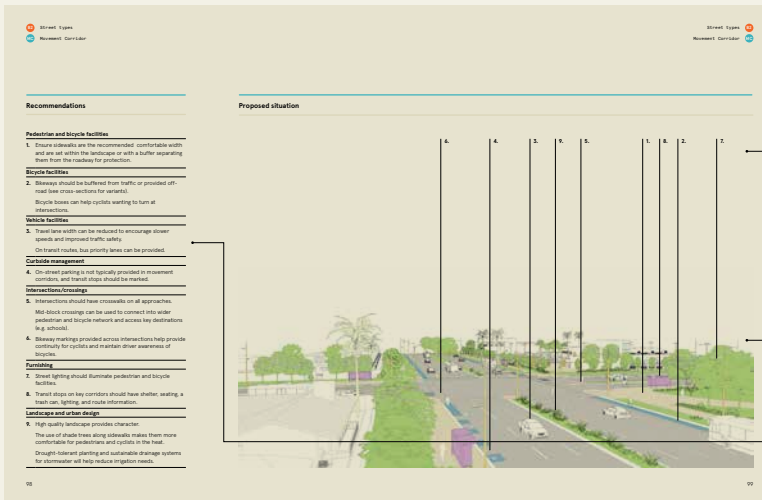 Street types
Movement Corridor
Street types
Movement Corridor
Recommendations
Pedestrian and bicycle facilities
1. Ensure sidewalks are the recommended comfortable width
and are set within the landscape or with a buffer separating
them from the roadway for protection.
Bicycle facilities
2. Bikeways should be buffered from traffic or provided off-
road (see cross-sections for variants).
Bicycle boxes can help cyclists wanting to turn at
intersections.
Vehicle facilities
3. Travel lane width can be reduced to encourage slower
speeds and improved traffic safety.
On transit routes, bus priority lanes can be provided.
Curbside management
4. On-street parking is not typically provided in movement
corridors, and transit stops should be marked.
Intersections/crossings
5. Intersections should have crosswalks on all approaches.
Mid-block crossings can be used to connect into wider
pedestrian and bicycle network and access key destinations
(e.g. schools).
6. Bikeway markings provided across intersections help provide
continuity for cyclists and maintain driver awareness of
bicycles.
Furnishing
7. Street lighting should illuminate pedestrian and bicycle
facilities.
8. Transit stops on key corridors should have shelter, seating, a
trash can, lighting, and route information.
Landscape and urban design
9. High quality landscape provides character.
The use of shade trees along sidewalks makes them more
comfortable for pedestrians and cyclists in the heat.
Drought-tolerant planting and sustainable drainage systems
for stormwater will help reduce irrigation needs.
98
Proposed situation
6. 4. 3. 9. 5. 1. 8. 2. 7.
99